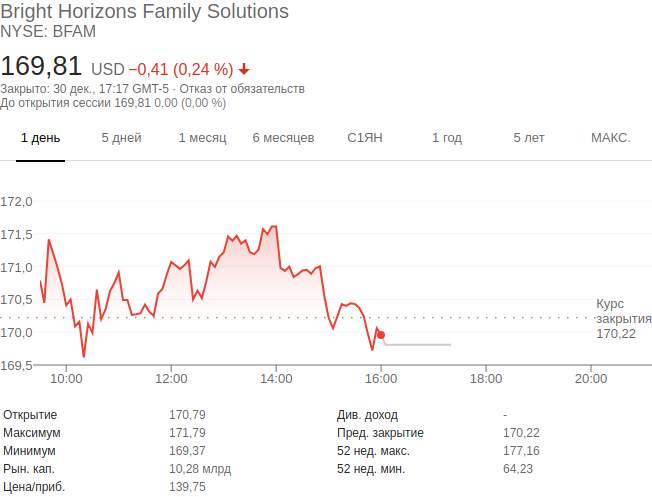 Bright Horizons Family Solutions
NYSE: BFAM
169,81 USD −0,41 (0,24 %)
Закрыто: 30 дек., 17:17 GMT-5 · Отказ от обязательств
До открытия сессии 169,81 0,00 (0,00 %)
1 день 5 дней 1 месяц 6 месяцев С1ЯН 1 год 5 лет МАКС.
172,0
171,5
171,0
170,5
170,0
169,5
Курс
закрытия
170,22
10:00 12:00 14:00 16:00 18:00 20:00
Открытие 170,79 Див. доход -
Максимум 171,79 Пред. закрытие 170,22
Минимум 169,37 52 нед. макс. 177,16
Рын. кап. 10,28 млрд 52 нед. мин. 64,23
Цена/приб. 139,75